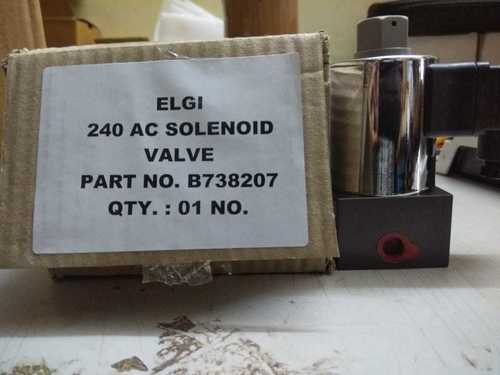 ELGI
240 AC SOLENOID
VALVE
PART NO. B738207
QTY. : 01 NO.